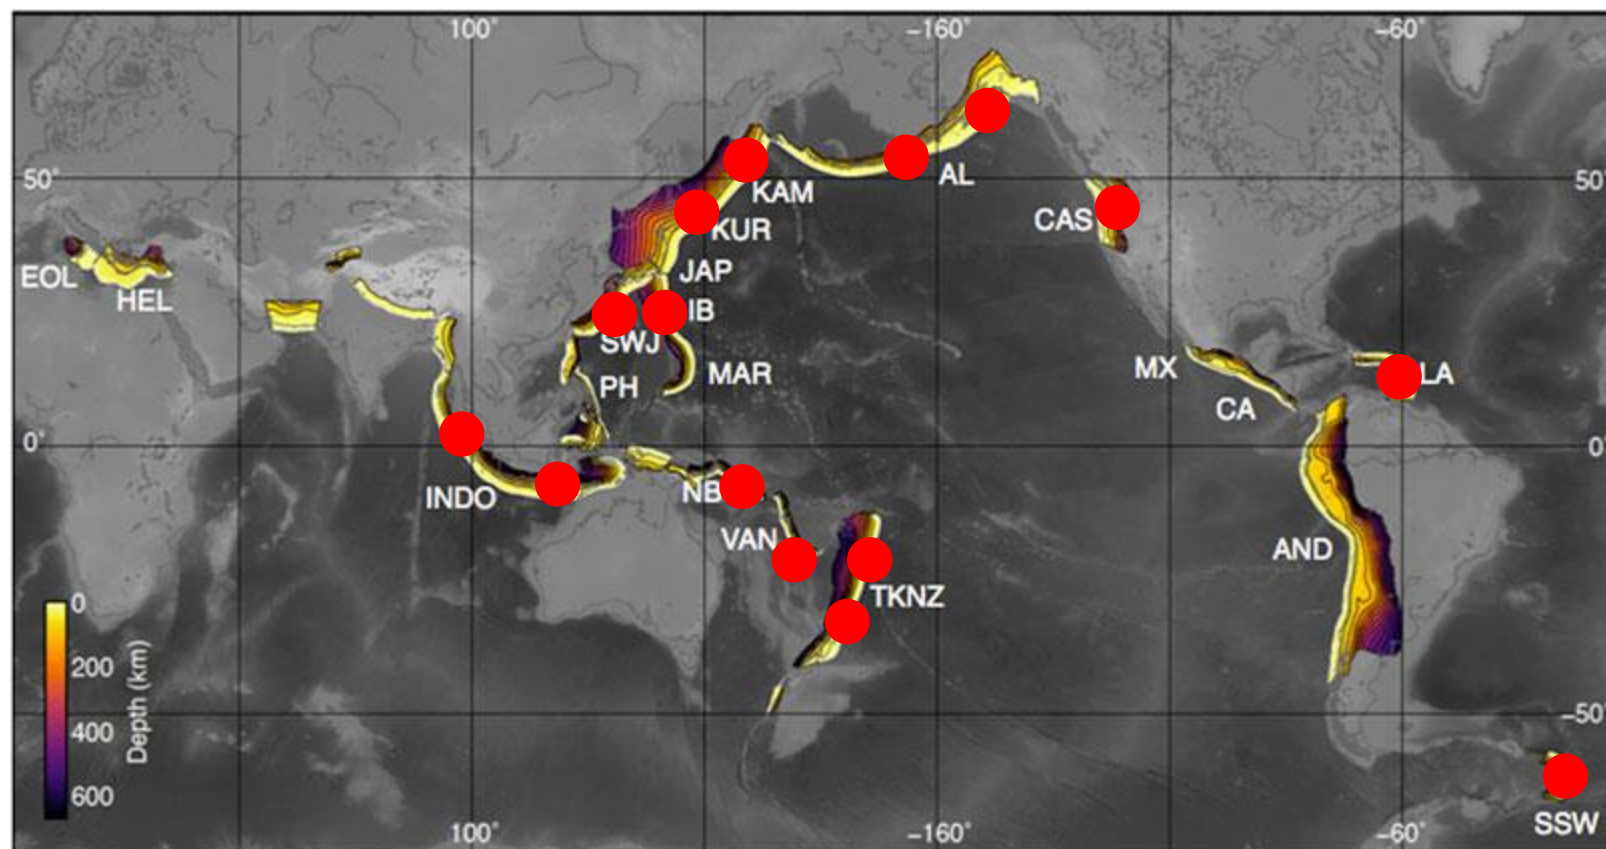 100°
-160°
-60°
50°
50°
AL
KAM
CAS
KUR
EOL
HEL
JAP
IB
SWJ
MX
MAR
LA
PH
CA
0°
0°
INDO
NB
VAN
AND
TKNZ
0
200
400
600
Depth (km)
-50°
100°
-160°
-60°
SSW